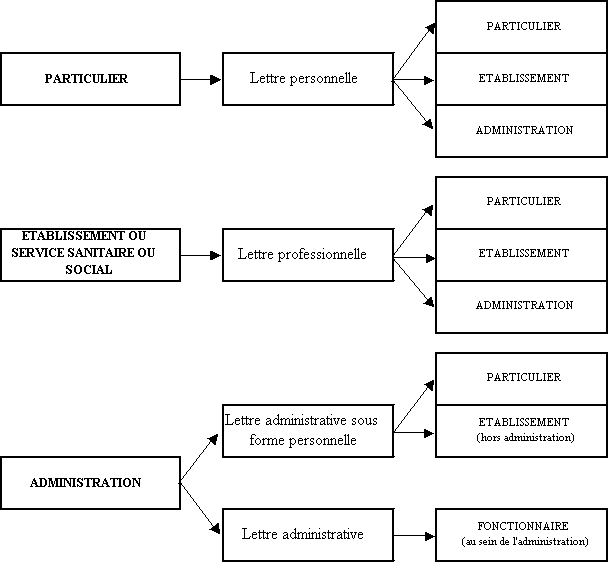 PARTICULIER
Lettre personnelle
PARTICULIER
ETABLISSEMENT
ADMINISTRATION
ETABLISSEMENT OU
SERVICE SANITAIRE OU
SOCIAL
Lettre professionnelle
PARTICULIER
ETABLISSEMENT
ADMINISTRATION
ADMINISTRATION
Lettre administrative sous
forme personnelle
PARTICULIER
ETABLISSEMENT
(hors administration)
Lettre administrative
FONCTIONNAIRE
(au sein de l'administration)